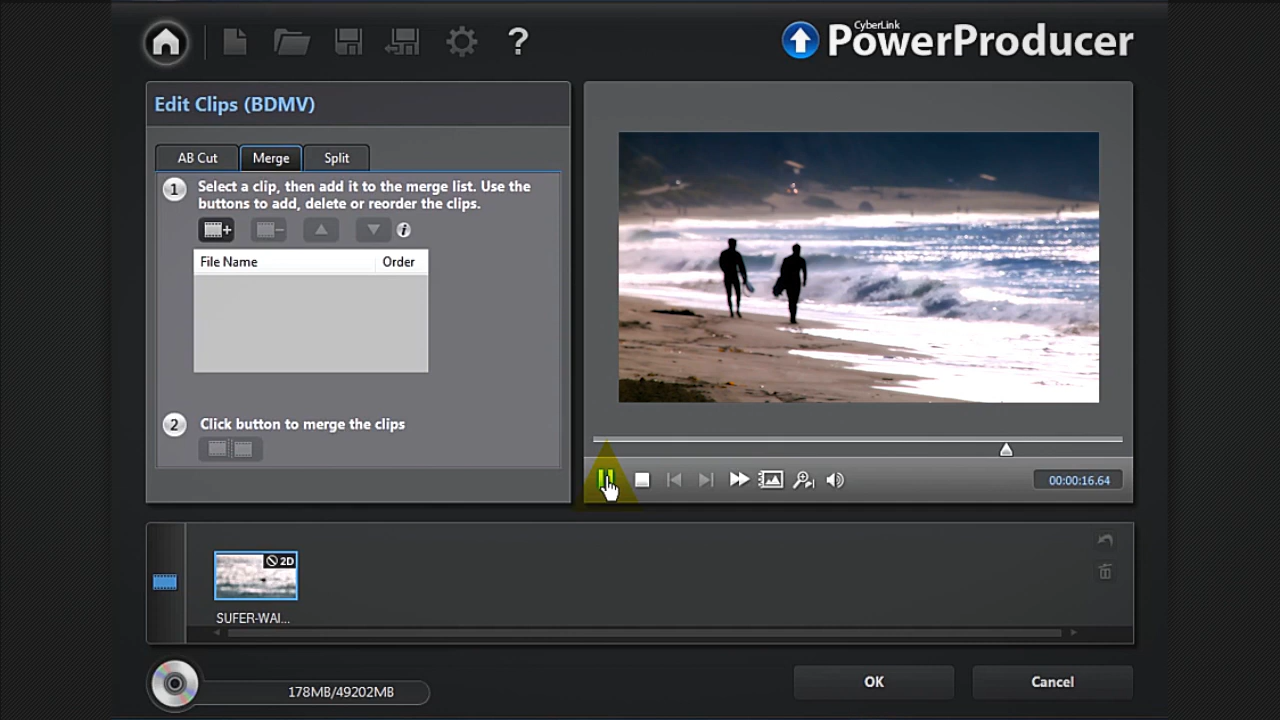 ?
CyberLink
PowerProducer
Edit Clips (BDMV)
AB Cut
Merge
Split
1
Select a clip, then add it to the merge list. Use the
buttons to add, delete or reorder the clips.
i
File Name
Order
2
Click button to merge the clips
00:00:16.64
2D
SUFER-WAI...
178MB/49202MB
OK
Cancel